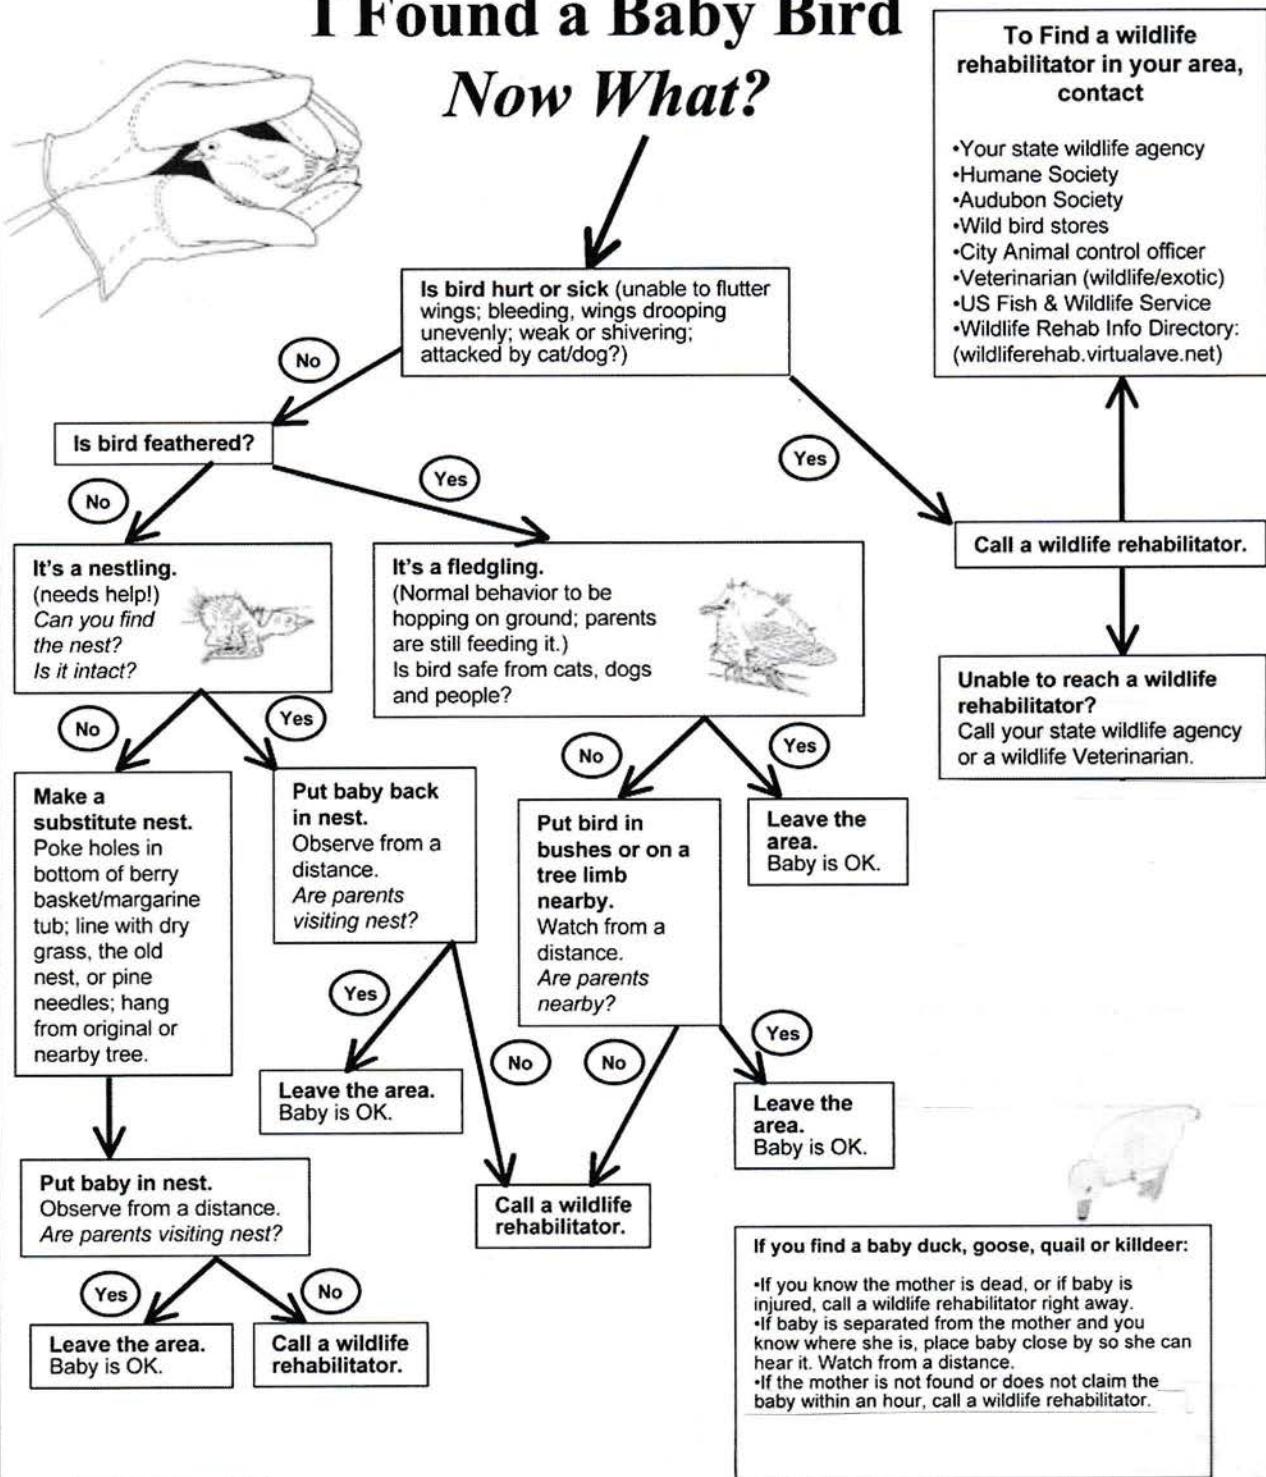 I Found a Baby Bird
Now What?
To Find a wildlife
rehabilitator in your area,
contact
•Your state wildlife agency
•Humane Society
•Audubon Society
•Wild bird stores
•City Animal control officer
•Veterinarian (wildlife/exotic)
•US Fish & Wildlife Service
•Wildlife Rehab Info Directory:
(wildliferehab.virtualave.net)
Is bird hurt or sick (unable to flutter
wings; bleeding, wings drooping
unevenly; weak or shivering;
attacked by cat/dog?)
No
Yes
Is bird feathered?
No
Yes
Call a wildlife rehabilitator.
Unable to reach a wildlife
rehabilitator?
Call your state wildlife agency
or a wildlife Veterinarian.
It's a nestling.
(needs help!)
Can you find
the nest?
Is it intact?
It's a fledgling.
(Normal behavior to be
hopping on ground; parents
are still feeding it.)
Is bird safe from cats, dogs
and people?
No
Yes
No
Yes
Make a
substitute nest.
Poke holes in
bottom of berry
basket/margarine
tub; line with dry
grass, the old
nest, or pine
needles; hang
from original or
nearby tree.
Put baby back
in nest.
Observe from a
distance.
Are parents
visiting nest?
Put bird in
bushes or on a
tree limb
nearby.
Watch from a
distance.
Are parents
nearby?
Leave the
area.
Baby is OK.
Yes
No
No
Yes
Leave the area.
Baby is OK.
Leave the
area.
Baby is OK.
Put baby in nest.
Observe from a distance.
Are parents visiting nest?
Call a wildlife
rehabilitator.
Yes
No
Leave the area.
Baby is OK.
Call a wildlife
rehabilitator.
If you find a baby duck, goose, quail or killdeer:
•If you know the mother is dead, or if baby is
injured, call a wildlife rehabilitator right away.
•If baby is separated from the mother and you
know where she is, place baby close by so she can
hear it. Watch from a distance.
•If the mother is not found or does not claim the
baby within an hour, call a wildlife rehabilitator.